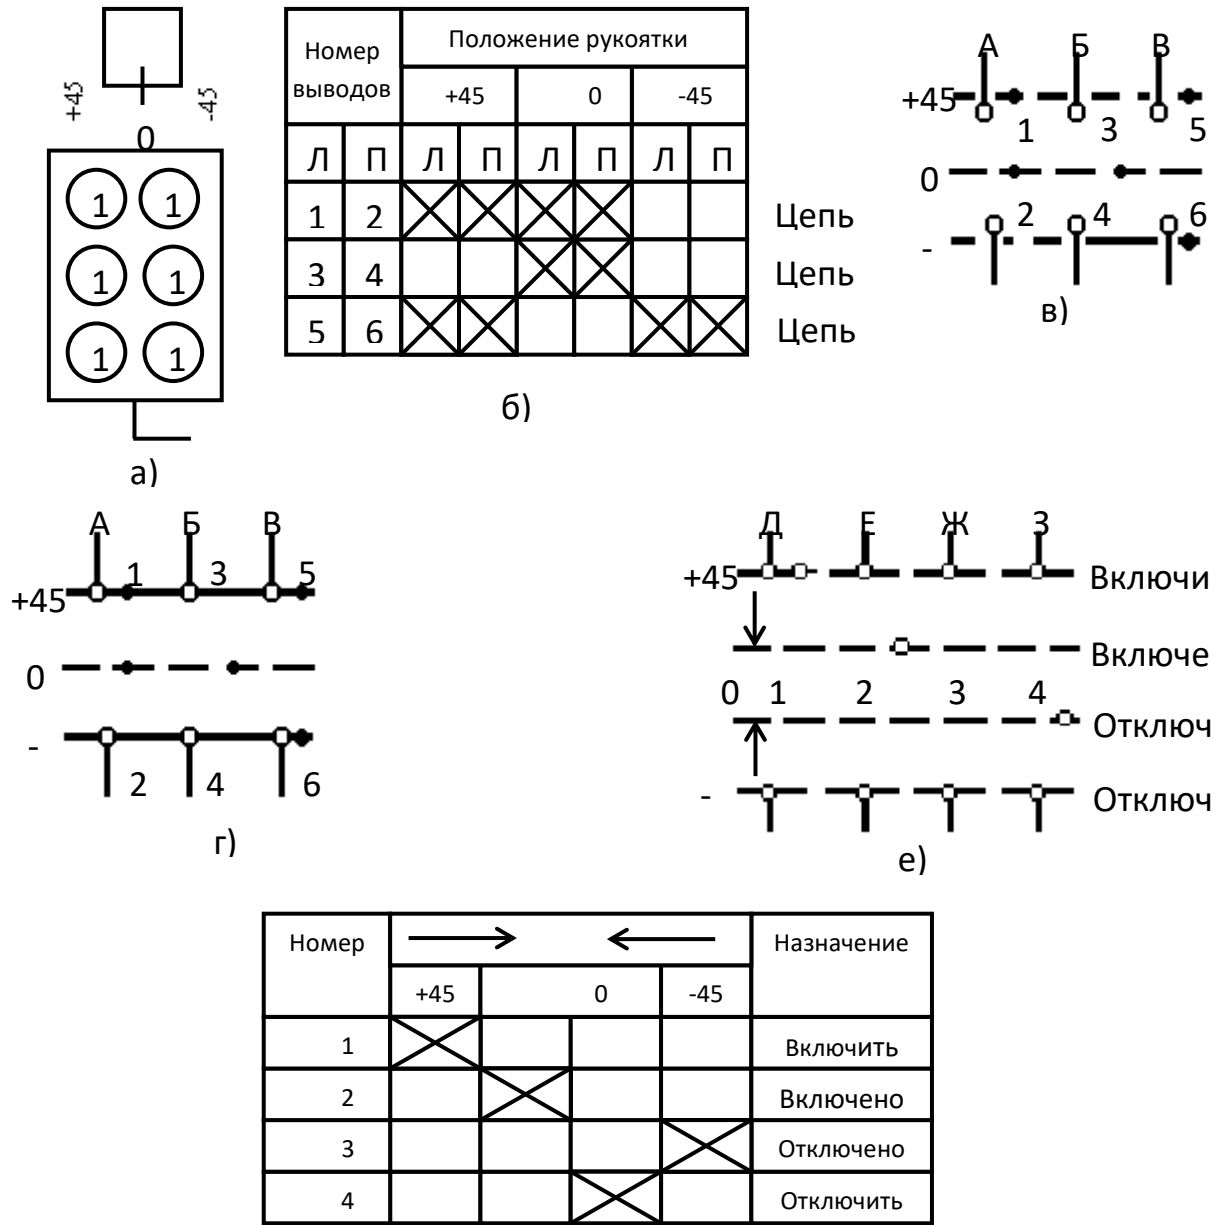 +45
-45
0
1 1
1 1
1 1
а)
Номер выводов
Положение рукоятки
+45 0 -45
Л П Л П Л П Л П
1 2
Цепь
3 4
Цепь
5 6
Цепь
б)
А Б В
+45
1 3 5
0
2 4 6
-
в)
А Б В
1 3 5
+45
0
-
2 4 6
г)
Д Е Ж З
+45
Включи
Включе
0 1 2 3 4
Отключ
-
Отключ
е)
Номер
Назначение
+45 0 -45
1 Включить
2 Включено
3 Отключено
4 Отключить